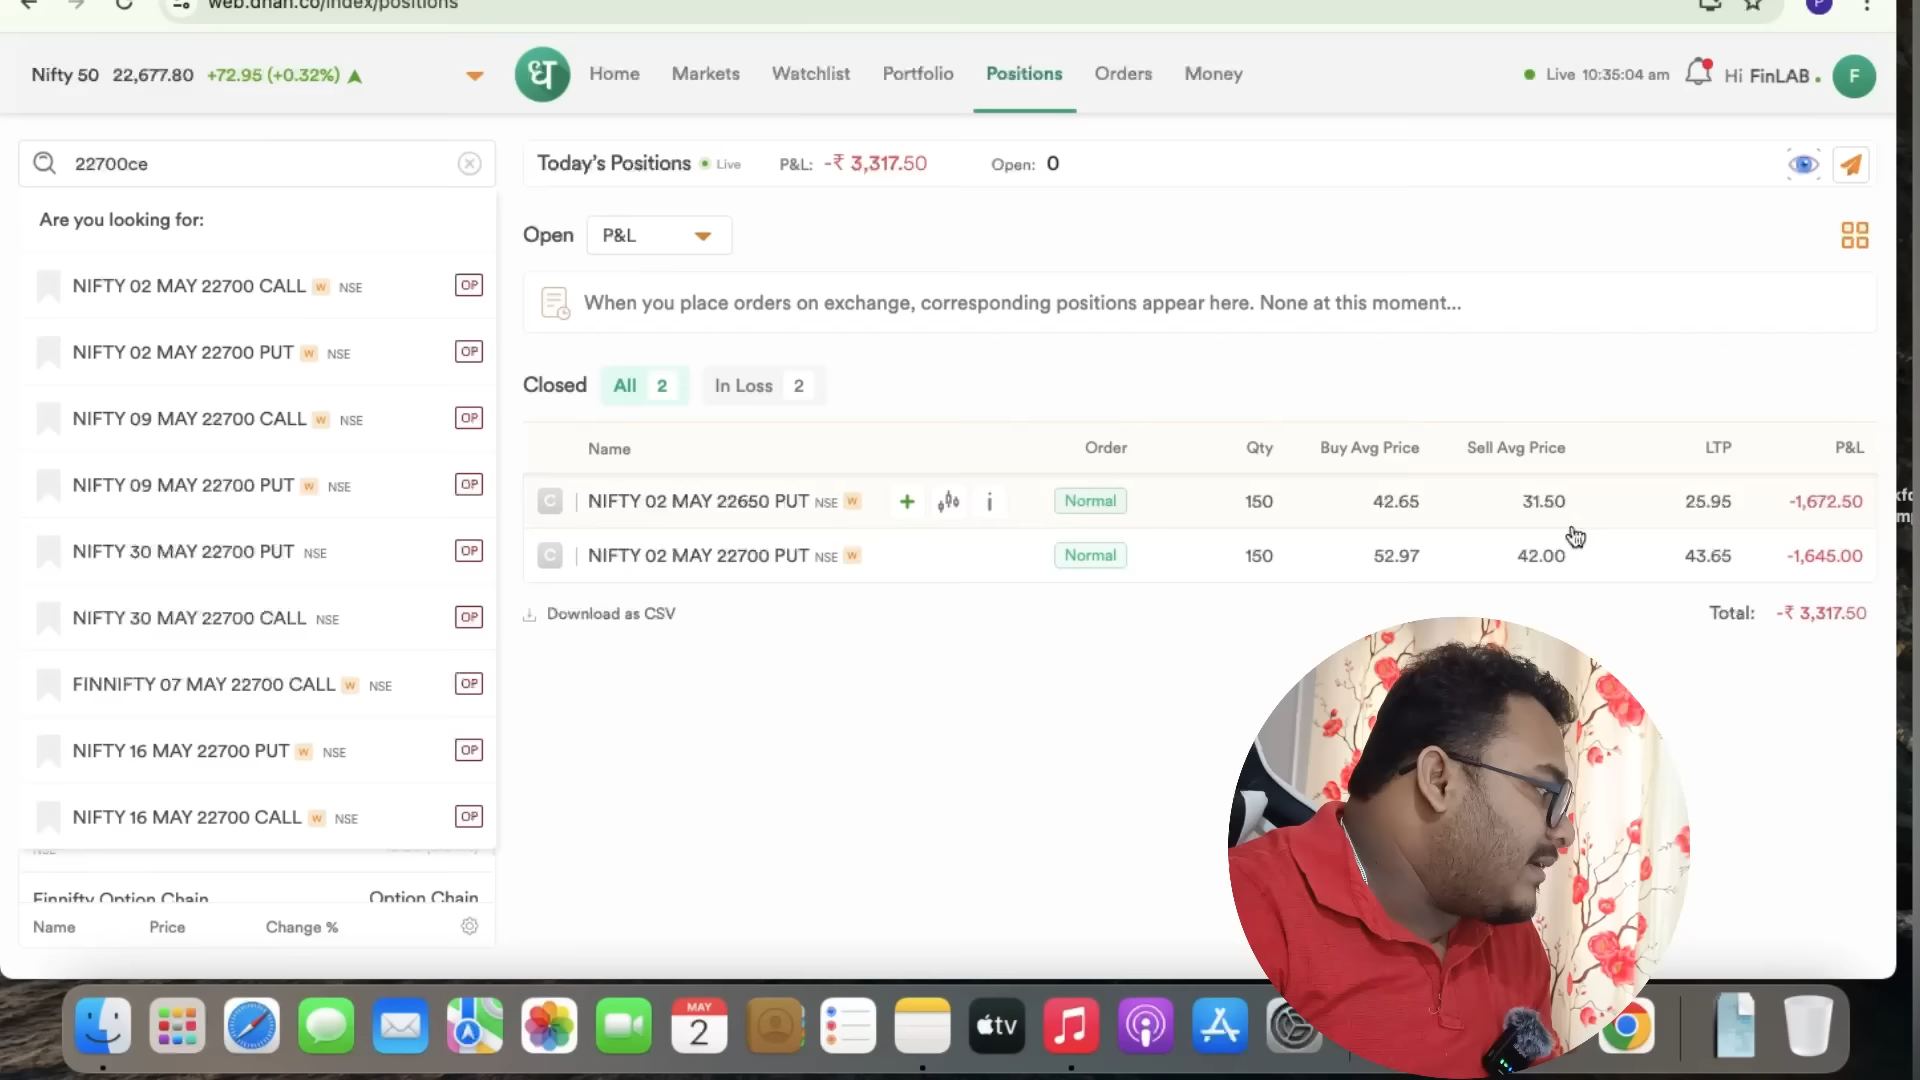 web.dhan.co/index/positions
Nifty 50 22,677.80 +72.95 (+0.32%)
ध
Home Markets Watchlist Portfolio Positions Orders Money
Live 10:35:04 am Hi FinLAB F
22700ce
Today's Positions Live P&L: -₹ 3,317.50 Open: 0
Are you looking for:
Open P&L
NIFTY 02 MAY 22700 CALL W NSE OP
When you place orders on exchange, corresponding positions appear here. None at this moment...
NIFTY 02 MAY 22700 PUT W NSE OP
Closed All 2 In Loss 2
NIFTY 09 MAY 22700 CALL W NSE OP
Name Order Qty Buy Avg Price Sell Avg Price LTP P&L
NIFTY 09 MAY 22700 PUT W NSE OP
C | NIFTY 02 MAY 22650 PUT NSE W + i Normal 150 42.65 31.50 25.95 -1,672.50
NIFTY 30 MAY 22700 PUT NSE OP
C | NIFTY 02 MAY 22700 PUT NSE W Normal 150 52.97 42.00 43.65 -1,645.00
NIFTY 30 MAY 22700 CALL NSE OP
Download as CSV Total: -₹ 3,317.50
FINNIFTY 07 MAY 22700 CALL W NSE OP
NIFTY 16 MAY 22700 PUT W NSE OP
NIFTY 16 MAY 22700 CALL W NSE OP
Finnifty Option Chain Option Chain
Name Price Change %
MAY
2
tv